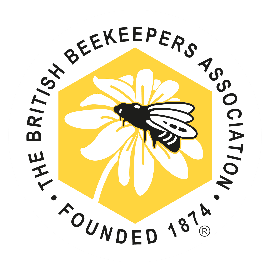 • THE BRITISH BEEKEEPERS ASSOCIATION •
FOUNDED 1874
®